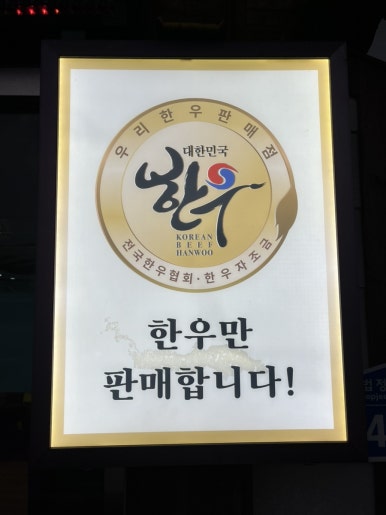 우리한우판매점
대한민국
한우
KOREAN
BEEF
HANWOO
전국한우협회·한우자조금
한우만
판매합니다!
4